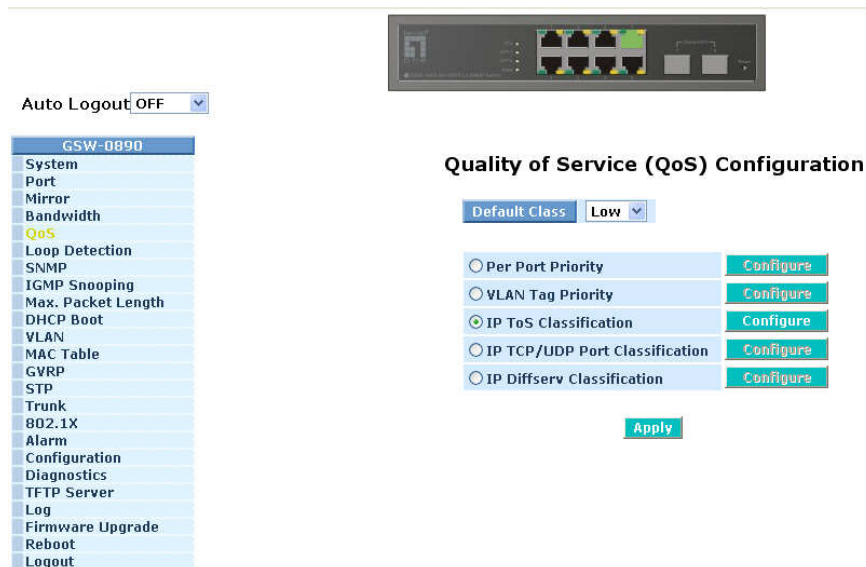 Auto Logout OFF
GSW-0890
System
Port
Mirror
Bandwidth
QoS
Loop Detection
SNMP
IGMP Snooping
Max. Packet Length
DHCP Boot
VLAN
MAC Table
GVRP
STP
Trunk
802.1X
Alarm
Configuration
Diagnostics
TFTP Server
Log
Firmware Upgrade
Reboot
Logout
Quality of Service (QoS) Configuration
Default Class Low
Per Port Priority Configure
VLAN Tag Priority Configure
IP ToS Classification Configure
IP TCP/UDP Port Classification Configure
IP Diffserv Classification Configure
Apply